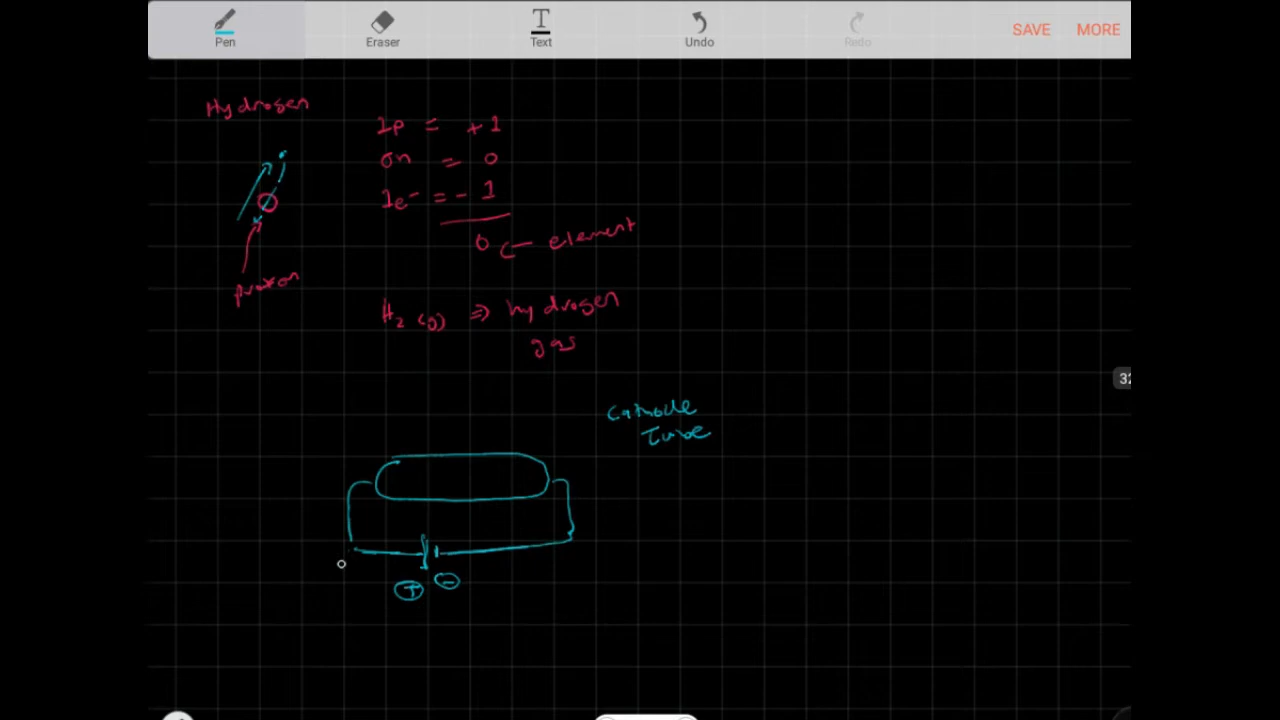 Pen
Eraser
T
Text
Undo
Redo
SAVE
MORE
Hydrogen
1p = +1
0n = 0
1e⁻ = - 1
0 ← element
proton
H₂ (g) ⇒ hydrogen
gas
32
Cathode
Tube
+ -